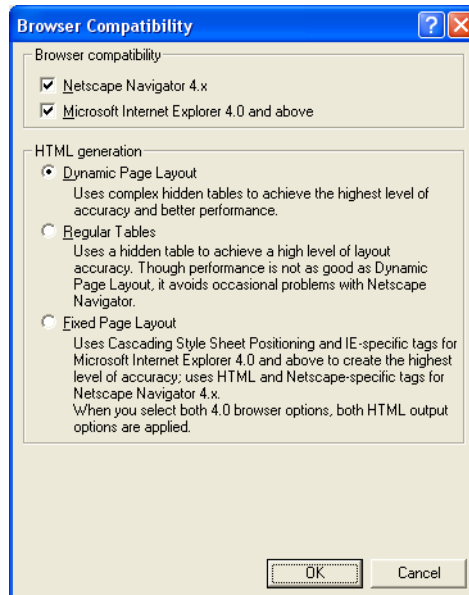 Browser Compatibility
Browser compatibility
Netscape Navigator 4.x
Microsoft Internet Explorer 4.0 and above
HTML generation
Dynamic Page Layout
Uses complex hidden tables to achieve the highest level of
accuracy and better performance.
Regular Tables
Uses a hidden table to achieve a high level of layout
accuracy. Though performance is not as good as Dynamic
Page Layout, it avoids occasional problems with Netscape
Navigator.
Fixed Page Layout
Uses Cascading Style Sheet Positioning and IE-specific tags for
Microsoft Internet Explorer 4.0 and above to create the highest
level of accuracy; uses HTML and Netscape-specific tags for
Netscape Navigator 4.x.
When you select both 4.0 browser options, both HTML output
options are applied.
OK
Cancel